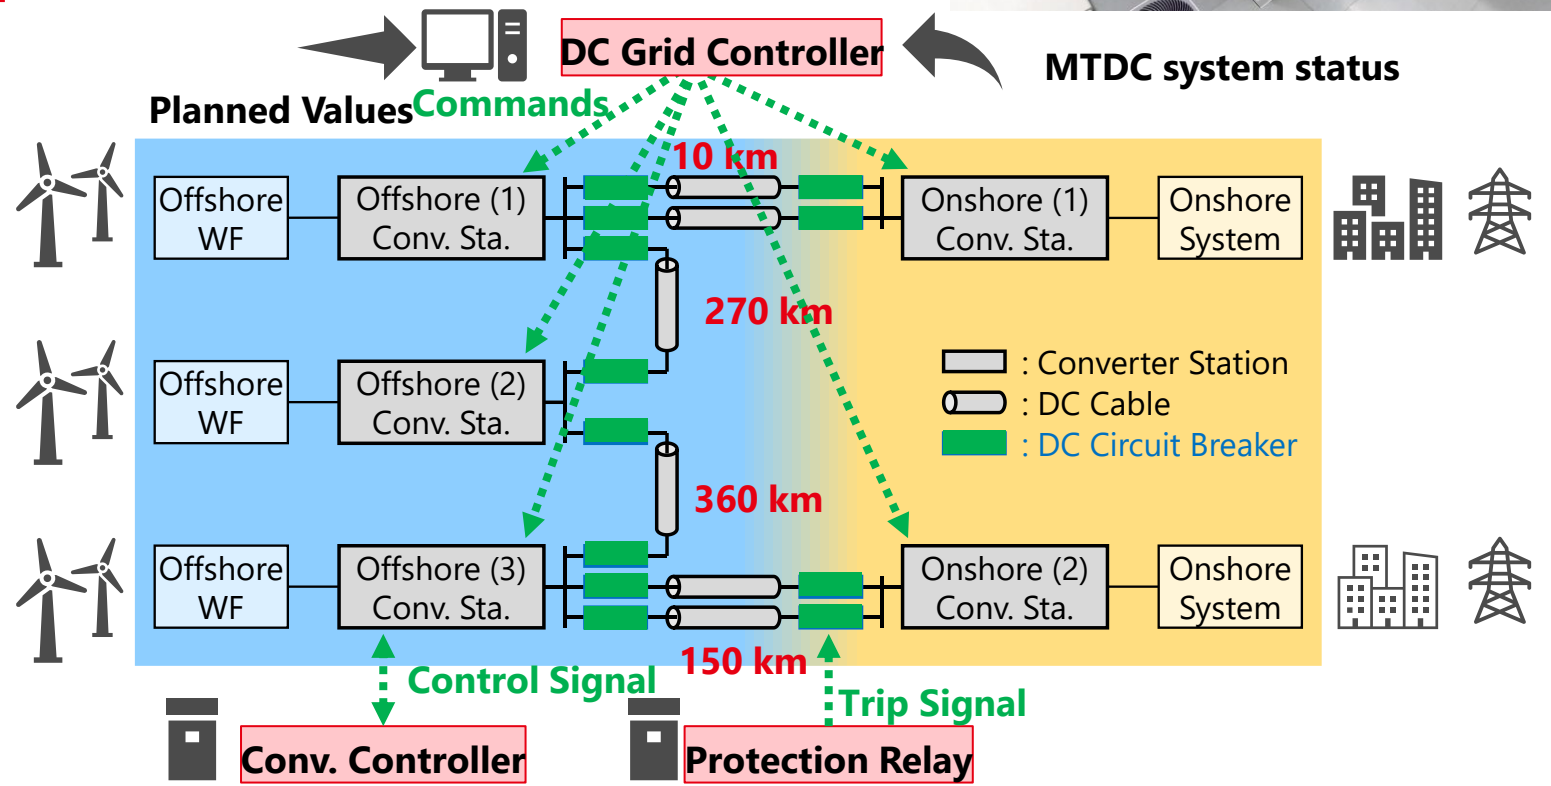 DC Grid Controller
MTDC system status
Planned Values
Commands
10 km
Offshore
WF
Offshore (1)
Conv. Sta.
Onshore (1)
Conv. Sta.
Onshore
System
270 km
Offshore
WF
Offshore (2)
Conv. Sta.
: Converter Station
: DC Cable
: DC Circuit Breaker
360 km
Offshore
WF
Offshore (3)
Conv. Sta.
Onshore (2)
Conv. Sta.
Onshore
System
150 km
Control Signal
Trip Signal
Conv. Controller
Protection Relay